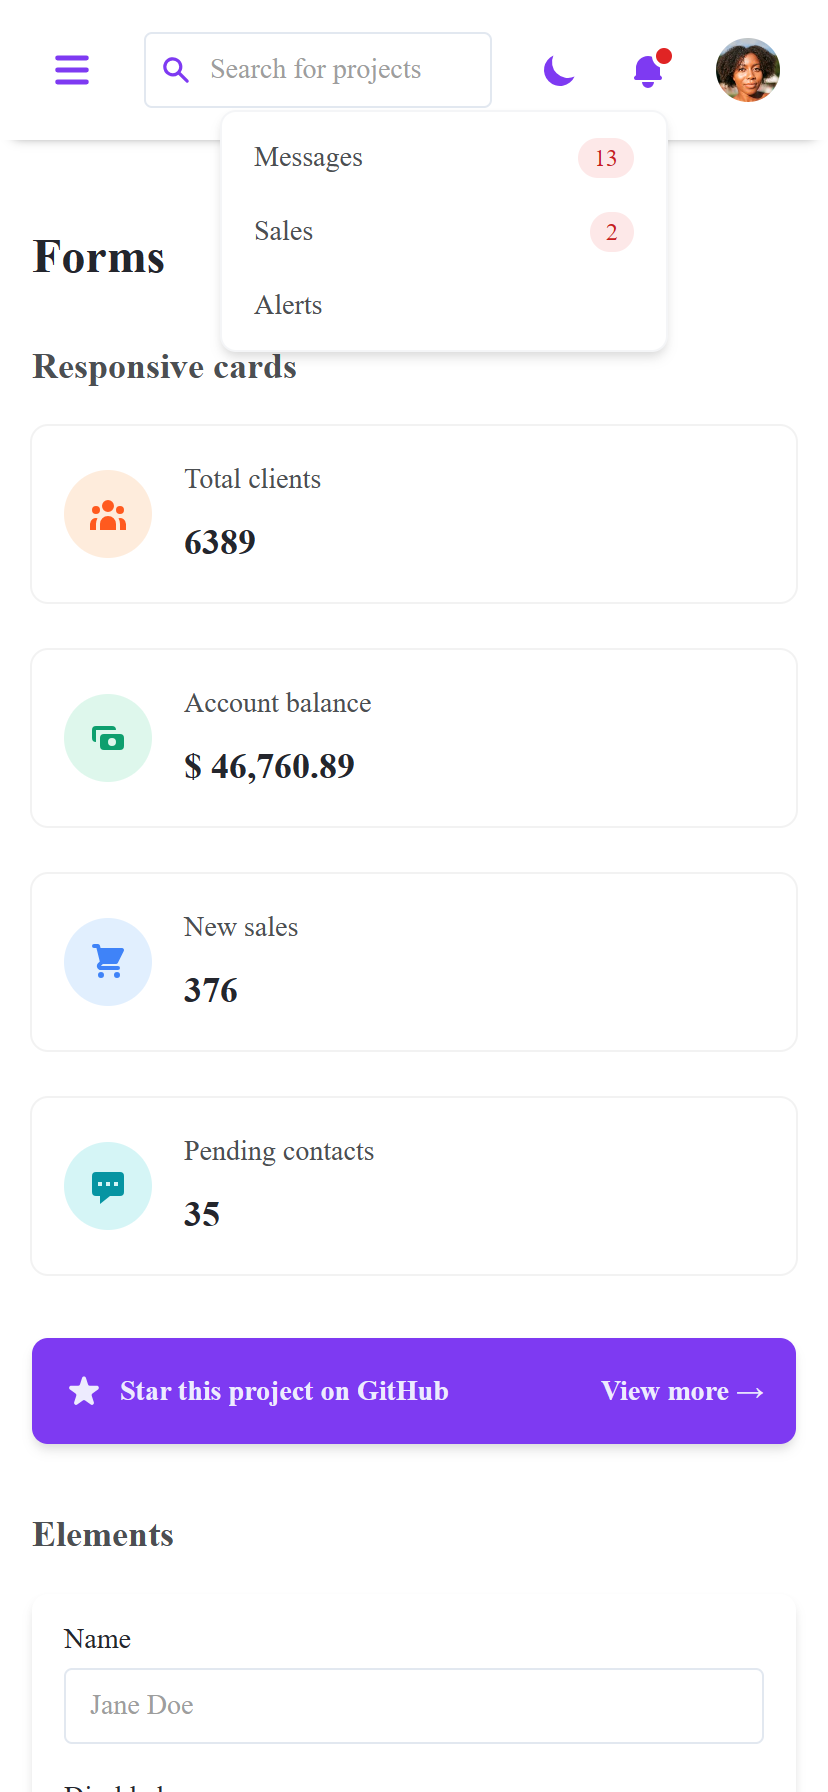 Search for projects
Messages 13
Sales 2
Alerts
Forms
Responsive cards
Total clients
6389
Account balance
$ 46,760.89
New sales
376
Pending contacts
35
Star this project on GitHub View more →
Elements
Name
Jane Doe